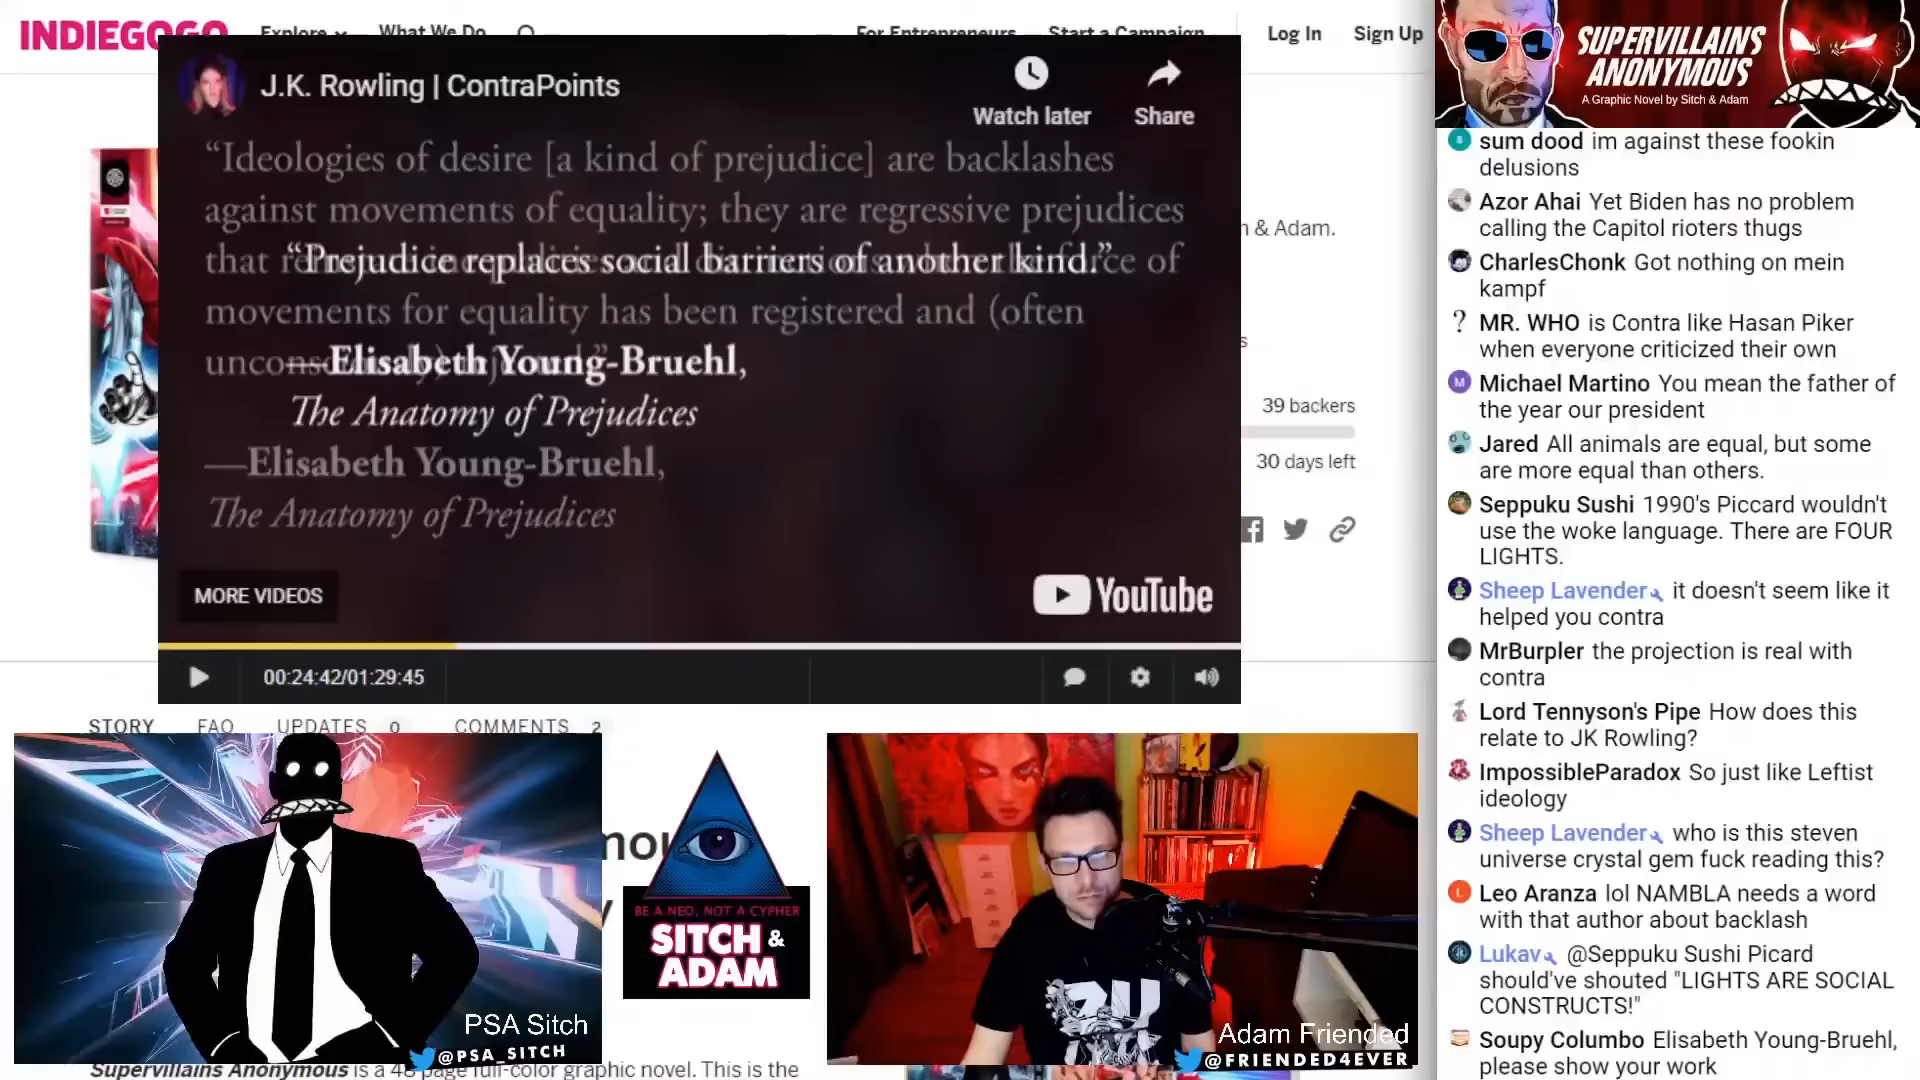 INDIEGOGO
Explore
What We Do
For Entrepreneurs
Start a Campaign
Log In
Sign Up
J.K. Rowling | ContraPoints
Watch later
Share
“Ideologies of desire [a kind of prejudice] are backlashes
against movements of equality; they are regressive prejudices
that
“Prejudice replaces social barriers of another kind.”
of
movements for equality has been registered and (often
—Elisabeth Young-Bruehl,
The Anatomy of Prejudices
—Elisabeth Young-Bruehl,
The Anatomy of Prejudices
MORE VIDEOS
YouTube
00:24:42/01:29:45
& Adam.
39 backers
30 days left
STORY
FAQ
UPDATES 0
COMMENTS 2
BE A NEO, NOT A CYPHER
SITCH &
ADAM
PSA Sitch
@PSA_SITCH
Adam Friended
@FRIENDED4EVER
Supervillains Anonymous is a 48 page full-color graphic novel. This is the
SUPERVILLAINS
ANONYMOUS
A Graphic Novel by Sitch & Adam
sum dood im against these fookin
delusions
Azor Ahai Yet Biden has no problem
calling the Capitol rioters thugs
CharlesChonk Got nothing on mein
kampf
MR. WHO is Contra like Hasan Piker
when everyone criticized their own
Michael Martino You mean the father of
the year our president
Jared All animals are equal, but some
are more equal than others.
Seppuku Sushi 1990's Piccard wouldn't
use the woke language. There are FOUR
LIGHTS.
Sheep Lavender it doesn't seem like it
helped you contra
MrBurpler the projection is real with
contra
Lord Tennyson's Pipe How does this
relate to JK Rowling?
ImpossibleParadox So just like Leftist
ideology
Sheep Lavender who is this steven
universe crystal gem fuck reading this?
Leo Aranza lol NAMBLA needs a word
with that author about backlash
Lukav @Seppuku Sushi Picard
should've shouted "LIGHTS ARE SOCIAL
CONSTRUCTS!"
Soupy Columbo Elisabeth Young-Bruehl,
please show your work